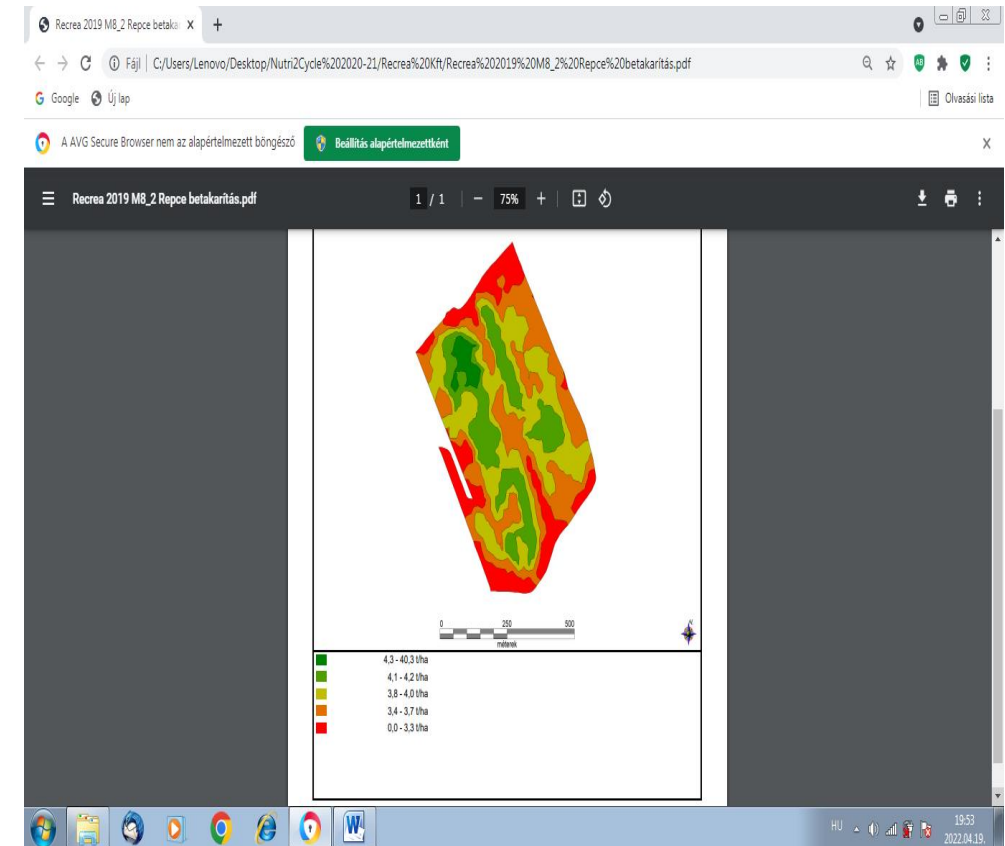 Recrea 2019 M8_2 Repce betaka
Fájl | C:/Users/Lenovo/Desktop/Nutri2Cycle%202020-21/Recrea%20Kft/Recrea%202019%20M8_2%20Repce%20betakarítás.pdf
Google Új lap Olvasási lista
A AVG Secure Browser nem az alapértelmezett böngésző Beállítás alapértelmezettként
Recrea 2019 M8_2 Repce betakarítás.pdf 1 / 1 75%
0 250 500
méterek
N
4,3 - 40,3 t/ha
4,1 - 4,2 t/ha
3,8 - 4,0 t/ha
3,4 - 3,7 t/ha
0,0 - 3,3 t/ha
W
HU 19:53
2022.04.19.